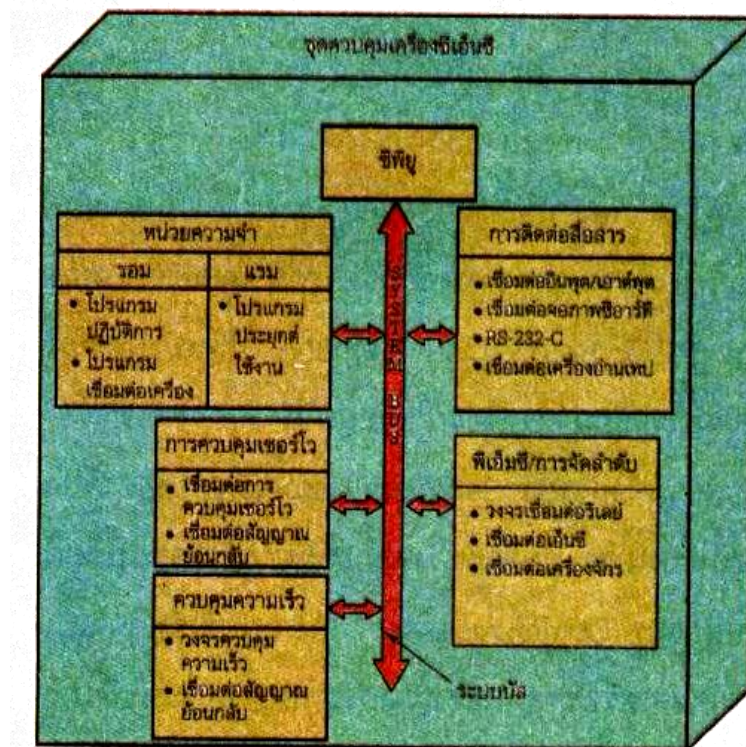 ชุดควบคุมเครื่องซีเอ็นซี
ซีพียู
หน่วยความจำ
รอม
แรม
• โปรแกรม
ปฏิบัติการ
• โปรแกรม
เชื่อมต่อเครื่อง
• โปรแกรม
ประยุกต์
ใช้งาน
การติดต่อสื่อสาร
• เชื่อมต่ออินพุต/เอาต์พุต
• เชื่อมต่อจอภาพซีอาร์ที
• RS-232-C
• เชื่อมต่อเครื่องอ่านเทป
การควบคุมเซอร์โว
• เชื่อมต่อการ
ควบคุมเซอร์โว
• เชื่อมต่อสัญญาณ
ย้อนกลับ
พีเอ็มซี/การจัดลำดับ
• วงจรเชื่อมต่อรีเลย์
• เชื่อมต่อเอ็นซี
• เชื่อมต่อเครื่องจักร
ควบคุมความเร็ว
• วงจรควบคุม
ความเร็ว
• เชื่อมต่อสัญญาณ
ย้อนกลับ
ระบบบัส